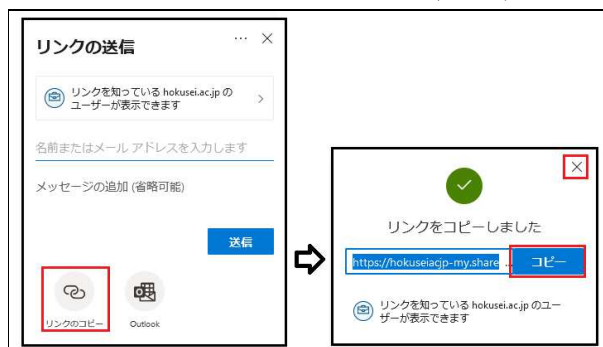 リンクの送信
… ×
リンクを知っている hokusei.ac.jp の
ユーザーが表示できます
名前またはメール アドレスを入力します
メッセージの追加 (省略可能)
送信
リンクのコピー
Outlook
リンクをコピーしました
https://hokuseiacjp-my.share ...
コピー
リンクを知っている hokusei.ac.jp のユー
ザーが表示できます